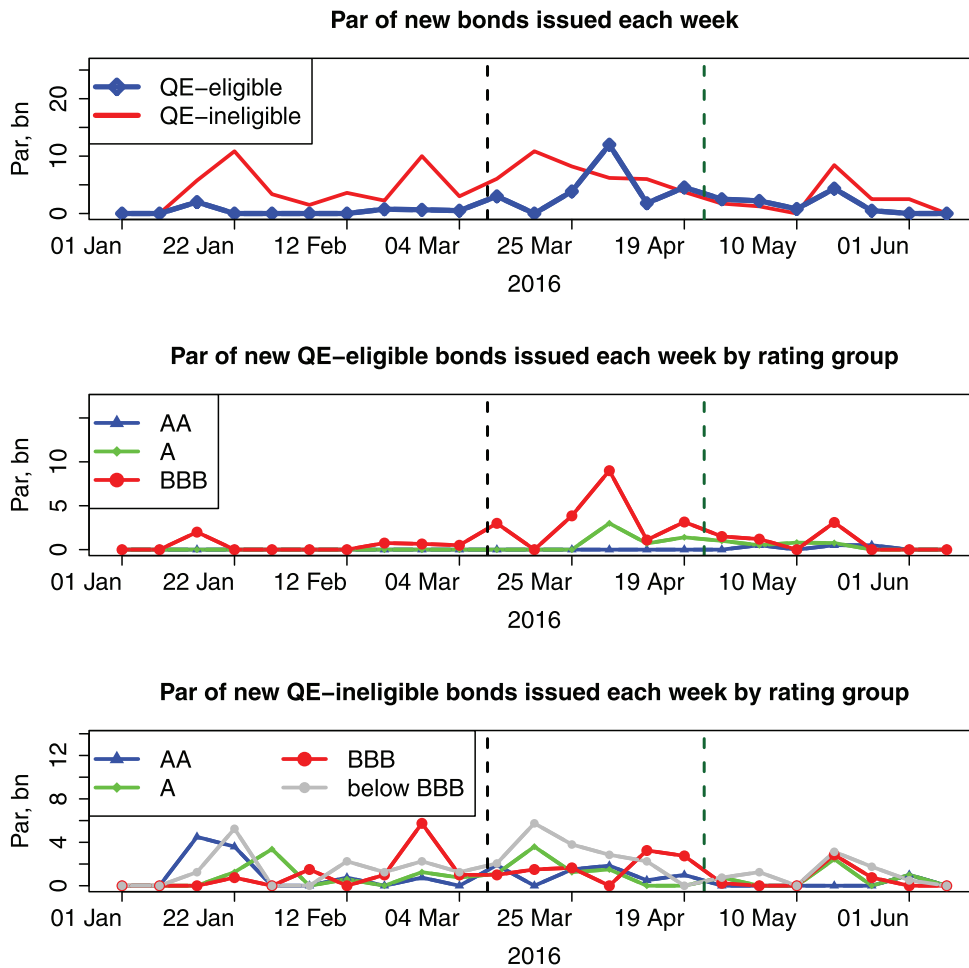 Par of new bonds issued each week
QE−eligible
QE−ineligible
Par, bn
0 10 20
01 Jan 22 Jan 12 Feb 04 Mar 25 Mar 19 Apr 10 May 01 Jun
2016
Par of new QE−eligible bonds issued each week by rating group
AA
A
BBB
Par, bn
0 5 10
01 Jan 22 Jan 12 Feb 04 Mar 25 Mar 19 Apr 10 May 01 Jun
2016
Par of new QE−ineligible bonds issued each week by rating group
AA BBB
A below BBB
Par, bn
0 4 8 12
01 Jan 22 Jan 12 Feb 04 Mar 25 Mar 19 Apr 10 May 01 Jun
2016